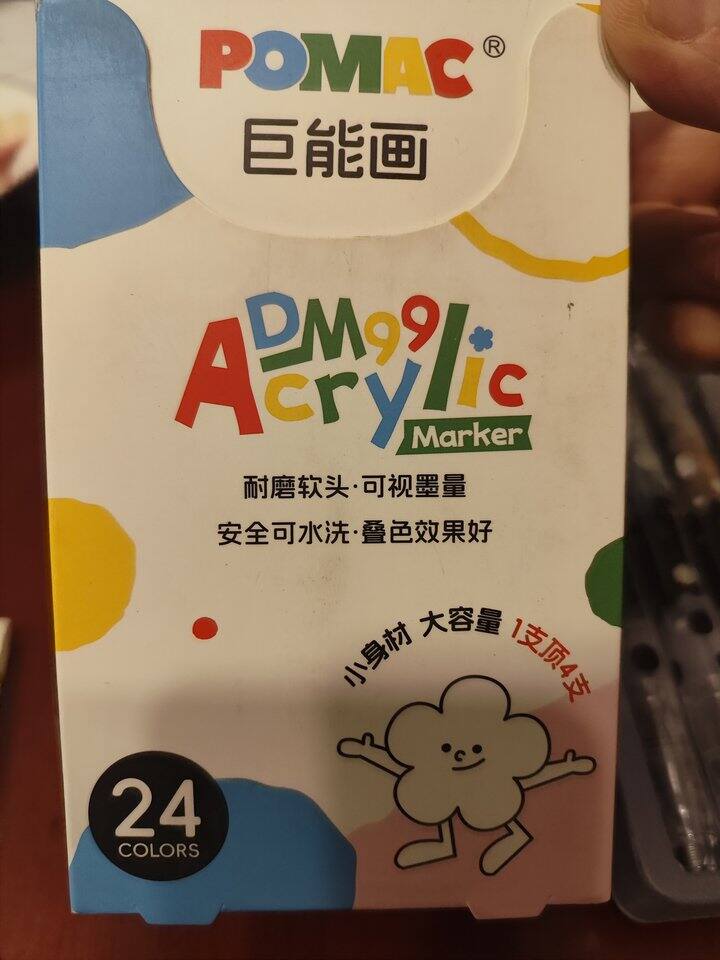 POMAC®
巨能画
DM99
Acrylic
Marker
耐磨软头·可视墨量
安全可水洗·叠色效果好
小身材 大容量 1支顶4支
24
COLORS